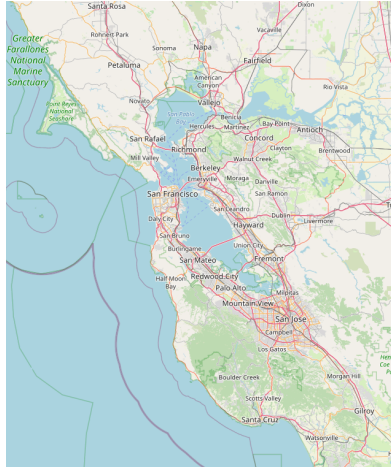 Santa Rosa
Dixon
Rohnert Park
Sonoma
Napa
Vacaville
Greater
Farallones
National
Marine
Sanctuary
Petaluma
Fairfield
American
Canyon
Rio Vista
Novato
Vallejo
Point Reyes
National
Seashore
San Pablo
Benicia
Hercules
Martinez
Bay Point
Antioch
San Rafael
Concord
Richmond
Clayton
Brentwood
Mill Valley
Walnut Creek
Berkeley
Emeryville
Moraga
Danville
San Francisco
San Ramon
Daly City
San Leandro
Dublin
Livermore
Hayward
San Bruno
Burlingame
Union City
San Mateo
Fremont
Half Moon
Bay
Redwood City
Palo Alto
Milpitas
Mountain View
San Jose
Campbell
Los Gatos
Boulder Creek
Morgan Hill
Scotts Valley
Gilroy
Santa Cruz
Watsonville